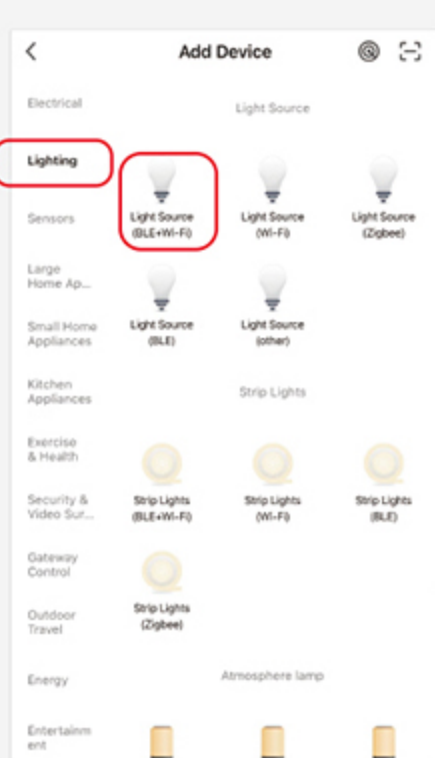 Add Device
Electrical
Lighting
Sensors
Large
Home Ap...
Small Home
Appliances
Kitchen
Appliances
Exercise
& Health
Security &
Video Sur...
Gateway
Control
Outdoor
Travel
Energy
Entertainm
ent
Light Source
Light Source
(BLE+Wi-Fi)
Light Source
(Wi-Fi)
Light Source
(Zigbee)
Light Source
(BLE)
Light Source
(other)
Strip Lights
Strip Lights
(BLE+Wi-Fi)
Strip Lights
(Wi-Fi)
Strip Lights
(BLE)
Strip Lights
(Zigbee)
Atmosphere lamp